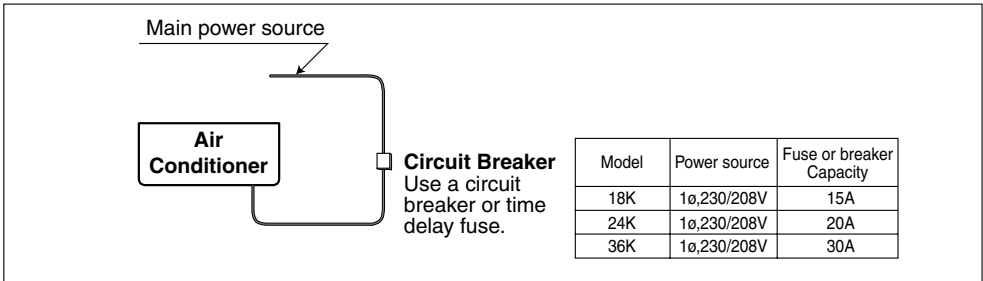 Main power source
Air
Conditioner
Circuit Breaker
Use a circuit
breaker or time
delay fuse.
Model Power source Fuse or breaker
Capacity
18K 1ø,230/208V 15A
24K 1ø,230/208V 20A
36K 1ø,230/208V 30A